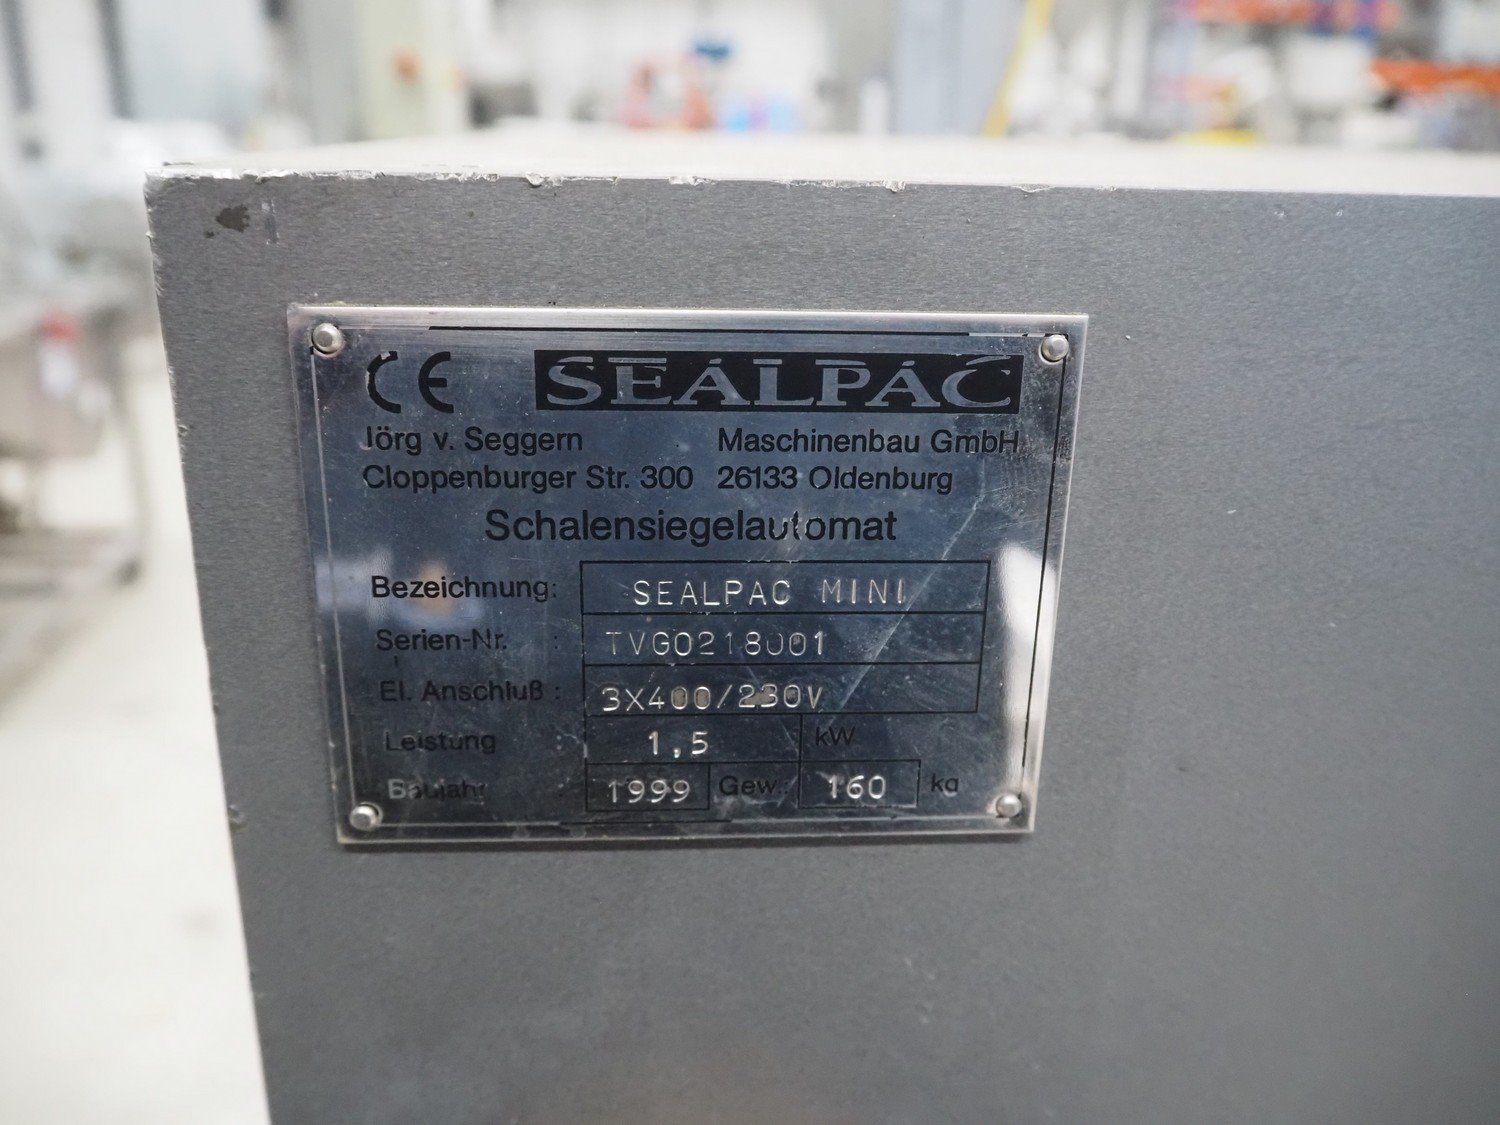 CE SEALPAC
Jörg v. Seggern Maschinenbau GmbH
Cloppenburger Str. 300 26133 Oldenburg
Schalensiegelautomat
Bezeichnung: SEALPAC MINI
Serien-Nr. : TVG0218001
El. Anschluß : 3X400/230V
Leistung : 1,5 kW
Baujahr : 1999 Gew.: 160 kg